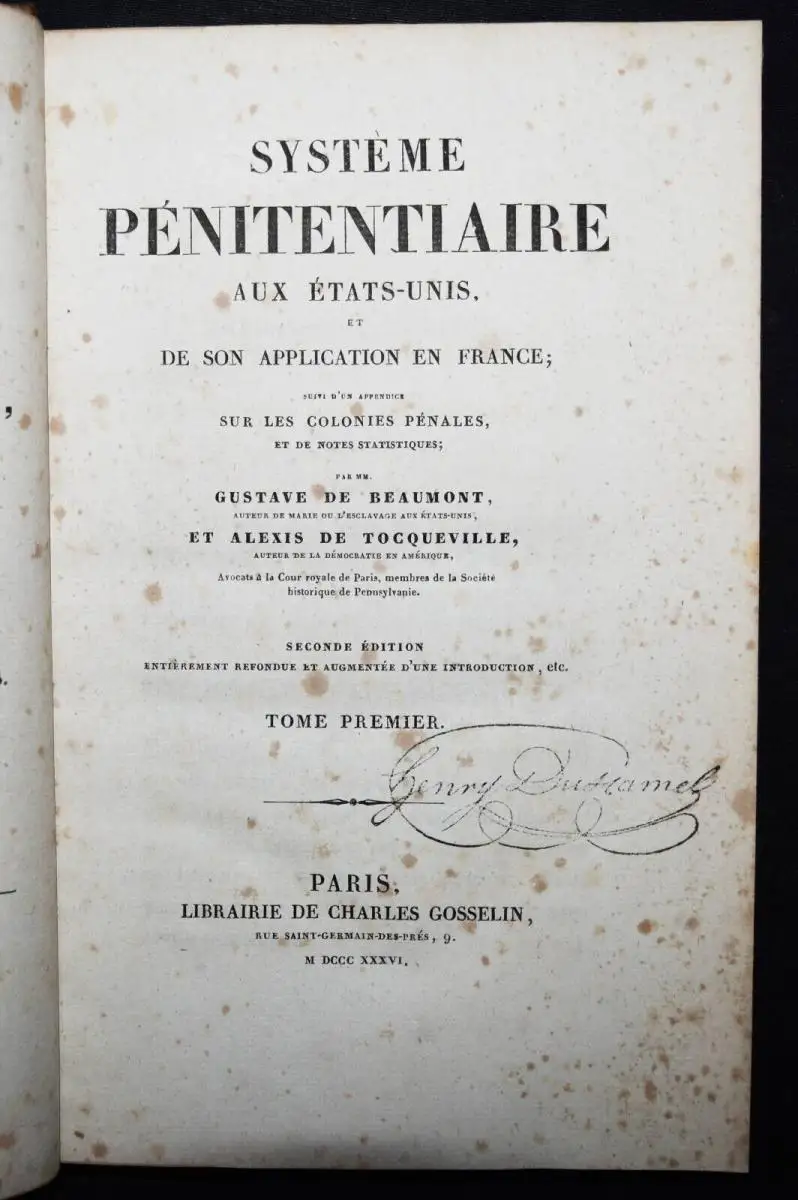 SYSTÈME
PÉNITENTIAIRE
AUX ÉTATS-UNIS,
ET
DE SON APPLICATION EN FRANCE;
SUIVI D'UN APPENDICE
SUR LES COLONIES PÉNALES,
ET DE NOTES STATISTIQUES;
PAR MM.
GUSTAVE DE BEAUMONT,
AUTEUR DE MARIE OU L'ESCLAVAGE AUX ÉTATS-UNIS,
ET ALEXIS DE TOCQUEVILLE,
AUTEUR DE LA DÉMOCRATIE EN AMÉRIQUE,
Avocats à la Cour royale de Paris, membres de la Société
historique de Pennsylvanie.
SECONDE ÉDITION
ENTIÈREMENT REFONDUE ET AUGMENTÉE D'UNE INTRODUCTION, etc.
TOME PREMIER.
Henry Duhamel
PARIS,
LIBRAIRIE DE CHARLES GOSSELIN,
RUE SAINT-GERMAIN-DES-PRÉS, 9.
M DCCC XXXVI.